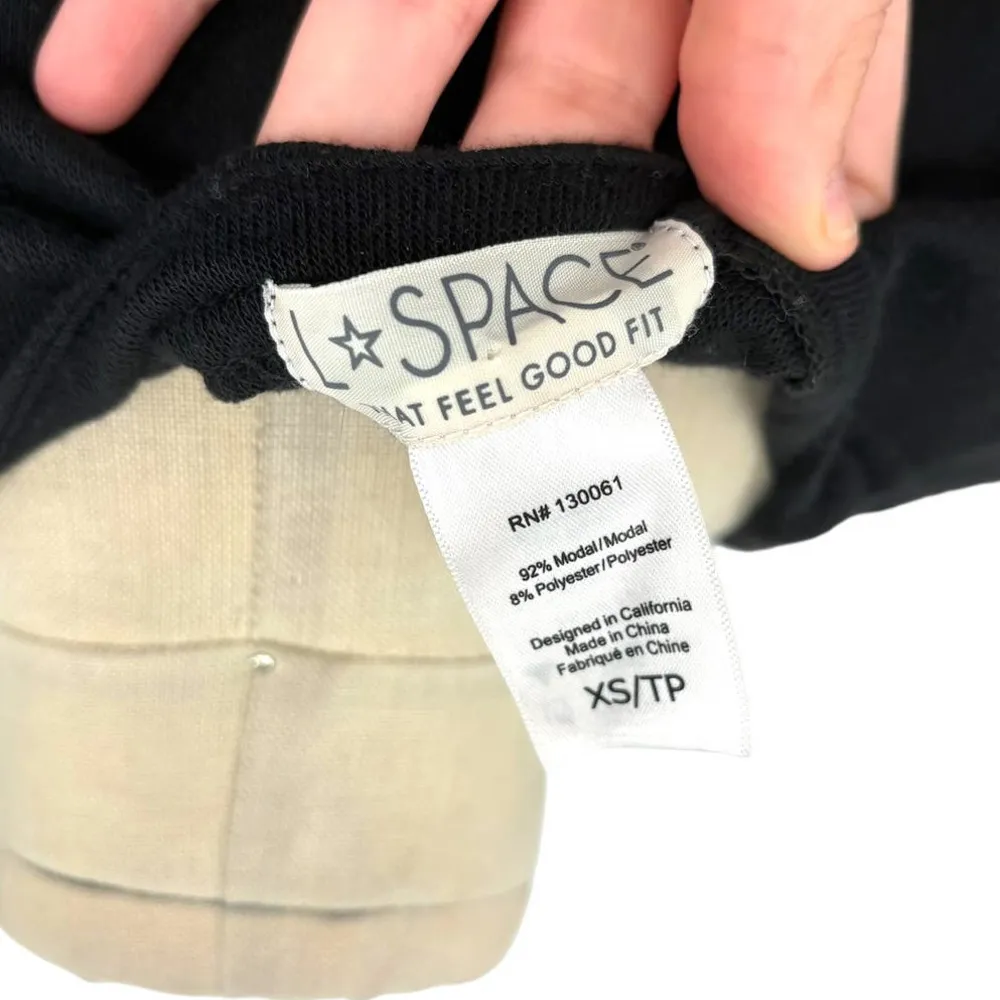 L☆SPACE
FEEL GOOD FIT
RN# 130061
92% Modal/Modal
8% Polyester/Polyester
Designed in California
Made in China
Fabriqué en Chine
XS/TP